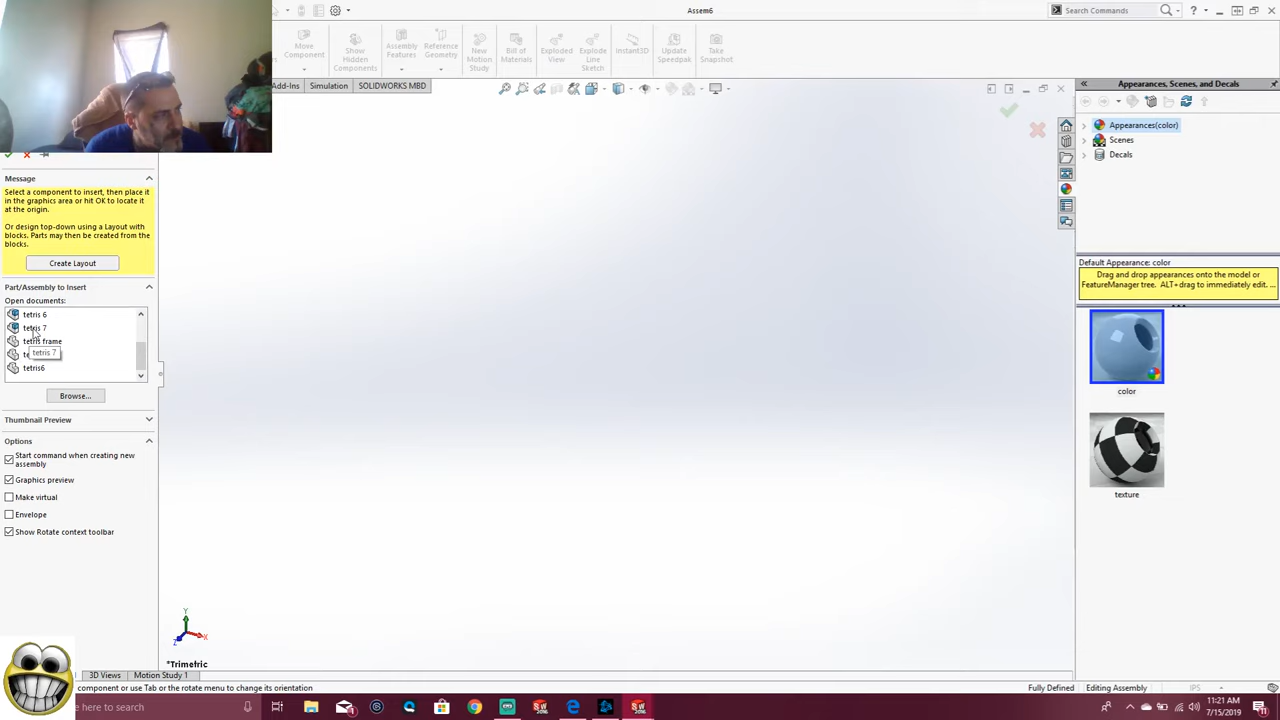 Assem6
Search Commands
Move Component
Show Hidden Components
Assembly Features
Reference Geometry
New Motion Study
Bill of Materials
Exploded View
Explode Line Sketch
Instant3D
Update Speedpak
Take Snapshot
Add-Ins
Simulation
SOLIDWORKS MBD
Appearances, Scenes, and Decals
Appearances(color)
Scenes
Decals
Message
Select a component to insert, then place it
in the graphics area or hit OK to locate it
at the origin.
Or design top-down using a Layout with
blocks. Parts may then be created from the
blocks.
Create Layout
Part/Assembly to Insert
Open documents:
tetris 6
tetris 7
tetris frame
tetris 7
tetris6
Browse...
Thumbnail Preview
Options
Start command when creating new
assembly
Graphics preview
Make virtual
Envelope
Show Rotate context toolbar
Default Appearance: color
Drag and drop appearances onto the model or
FeatureManager tree. ALT+drag to immediately edit. ...
color
texture
Y
X
Z
*Trimetric
3D Views
Motion Study 1
component or use Tab or the rotate menu to change its orientation
Fully Defined
Editing Assembly
IPS
here to search
11:21 AM
7/15/2019